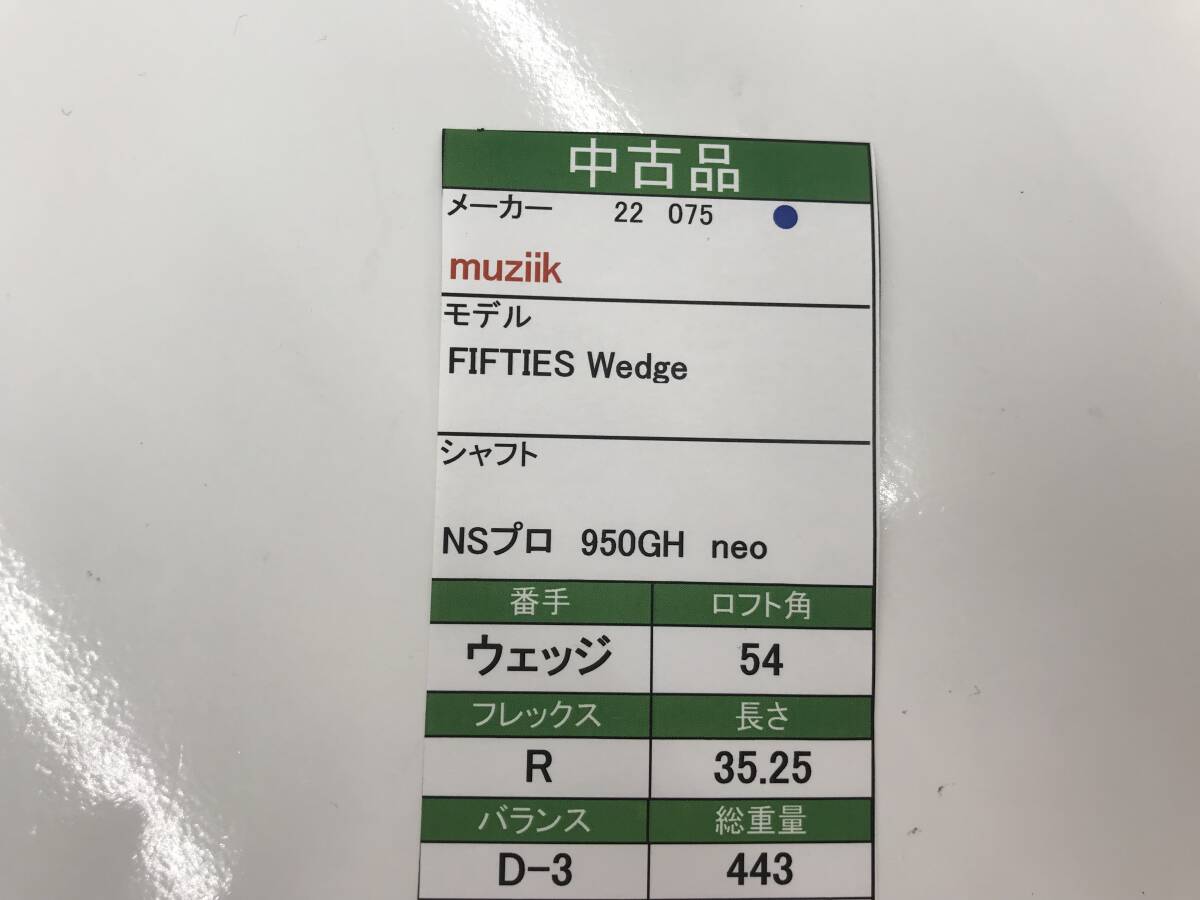 中古品
メーカー 22 075
muziik
モデル
FIFTIES Wedge
シャフト
NSプロ 950GH neo
番手 ロフト角
ウェッジ 54
フレックス 長さ
R 35.25
バランス 総重量
D-3 443